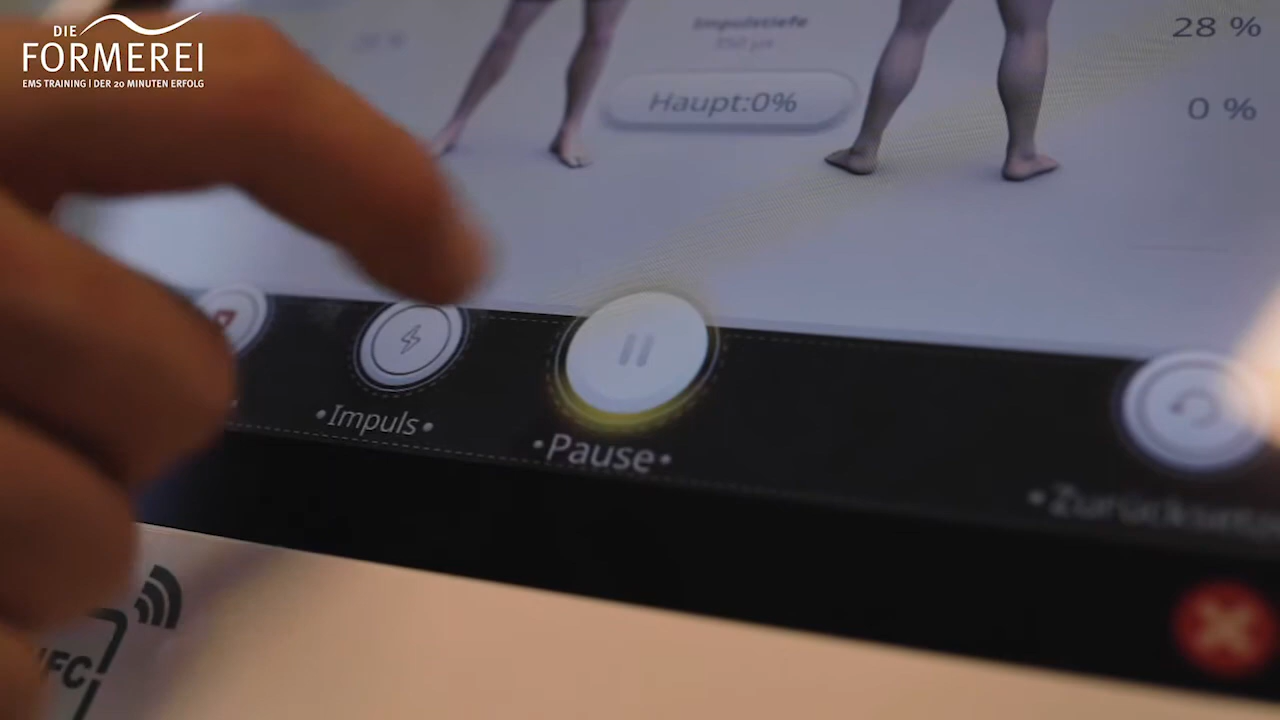 DIE
FORMEREI
EMS TRAINING | DER 20 MINUTEN ERFOLG
Impulstiefe
28 %
Haupt:0%
0 %
•Impuls•
•Pause•
NFC